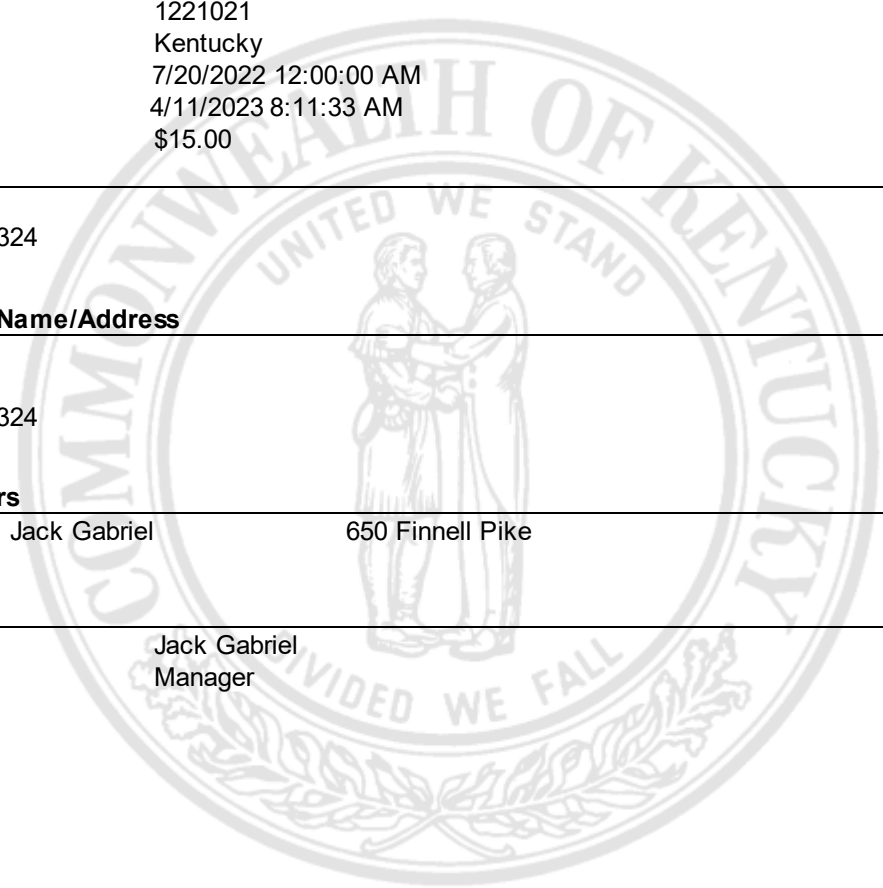 1221021
Kentucky
7/20/2022 12:00:00 AM
4/11/2023 8:11:33 AM
$15.00
324
Name/Address
324
rs
Jack Gabriel 650 Finnell Pike
Jack Gabriel
Manager
COMMONWEALTH OF KENTUCKY
UNITED WE STAND
DIVIDED WE FALL